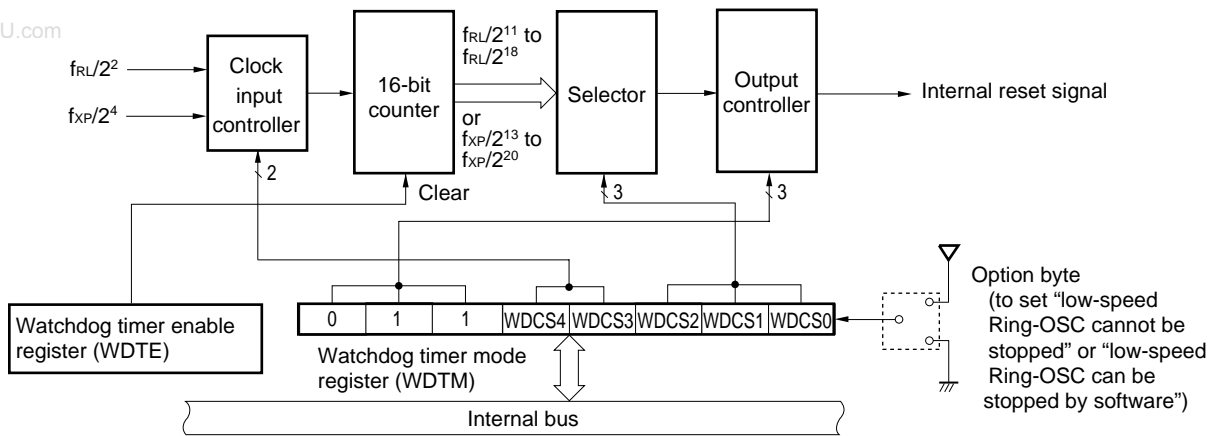 U.com
fRL/2²
fXP/2⁴
Clock
input
controller
2
16-bit
counter
Clear
fRL/2¹¹ to
fRL/2¹⁸
or
fXP/2¹³ to
fXP/2²⁰
Selector
3
Output
controller
3
Internal reset signal
Watchdog timer enable
register (WDTE)
0 1 1 WDCS4 WDCS3 WDCS2 WDCS1 WDCS0
Watchdog timer mode
register (WDTM)
Internal bus
Option byte
(to set “low-speed
Ring-OSC cannot be
stopped” or “low-speed
Ring-OSC can be
stopped by software”)